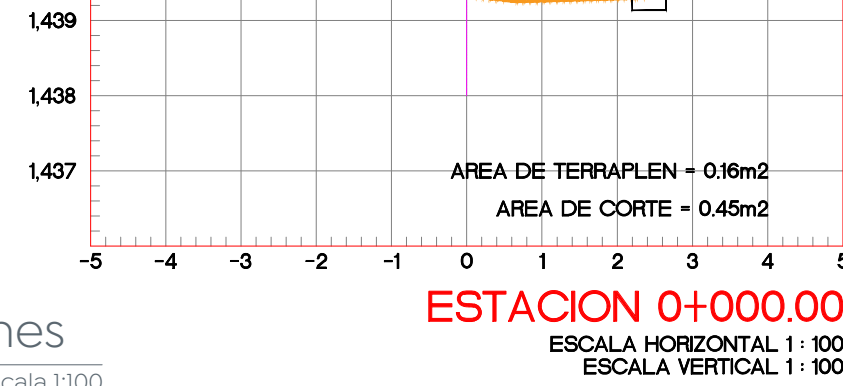 1,439
1,438
1,437
AREA DE TERRAPLEN = 0.16m2
AREA DE CORTE = 0.45m2
-5 -4 -3 -2 -1 0 1 2 3 4 5
ESTACION 0+000.00
ESCALA HORIZONTAL 1 : 100
ESCALA VERTICAL 1 : 100
nes
cala 1:100